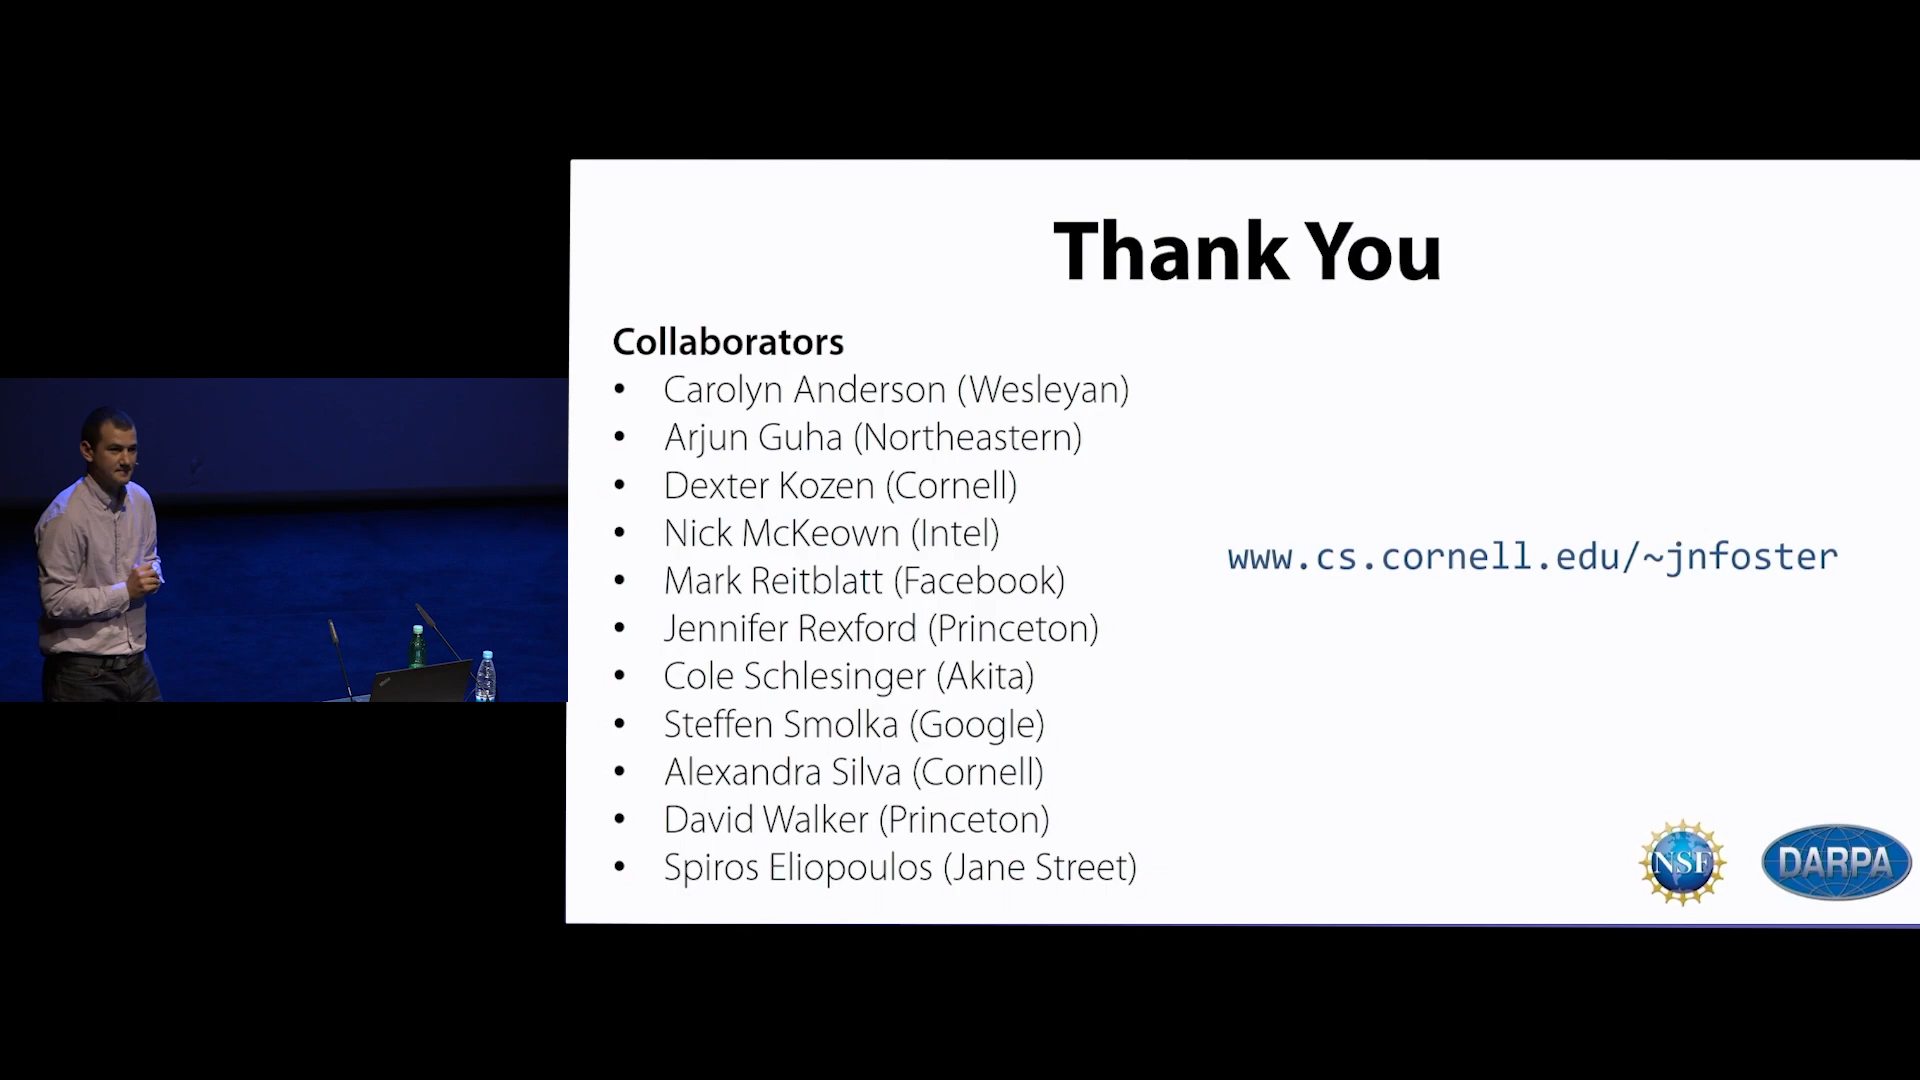 Thank You
Collaborators
• Carolyn Anderson (Wesleyan)
• Arjun Guha (Northeastern)
• Dexter Kozen (Cornell)
• Nick McKeown (Intel)
• Mark Reitblatt (Facebook)
• Jennifer Rexford (Princeton)
• Cole Schlesinger (Akita)
• Steffen Smolka (Google)
• Alexandra Silva (Cornell)
• David Walker (Princeton)
• Spiros Eliopoulos (Jane Street)
www.cs.cornell.edu/~jnfoster
NSF
DARPA